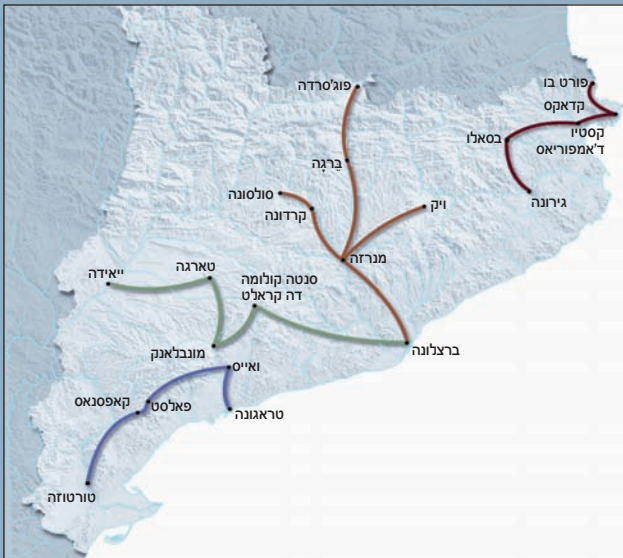 פורט בו
פוג'סרדה
קדאקס
קסטיו
ד'אמפוריאס
בסאלו
בֵּרגָה
סולסונה
גירונה
ויק
קרדונה
מנרזה
טארגה
ייאידה
סנטה קולומה
דה קראלט
ברצלונה
מונבלאנק
ואייס
קאפסנאס
פאלסט
טראגונה
טורטוזה